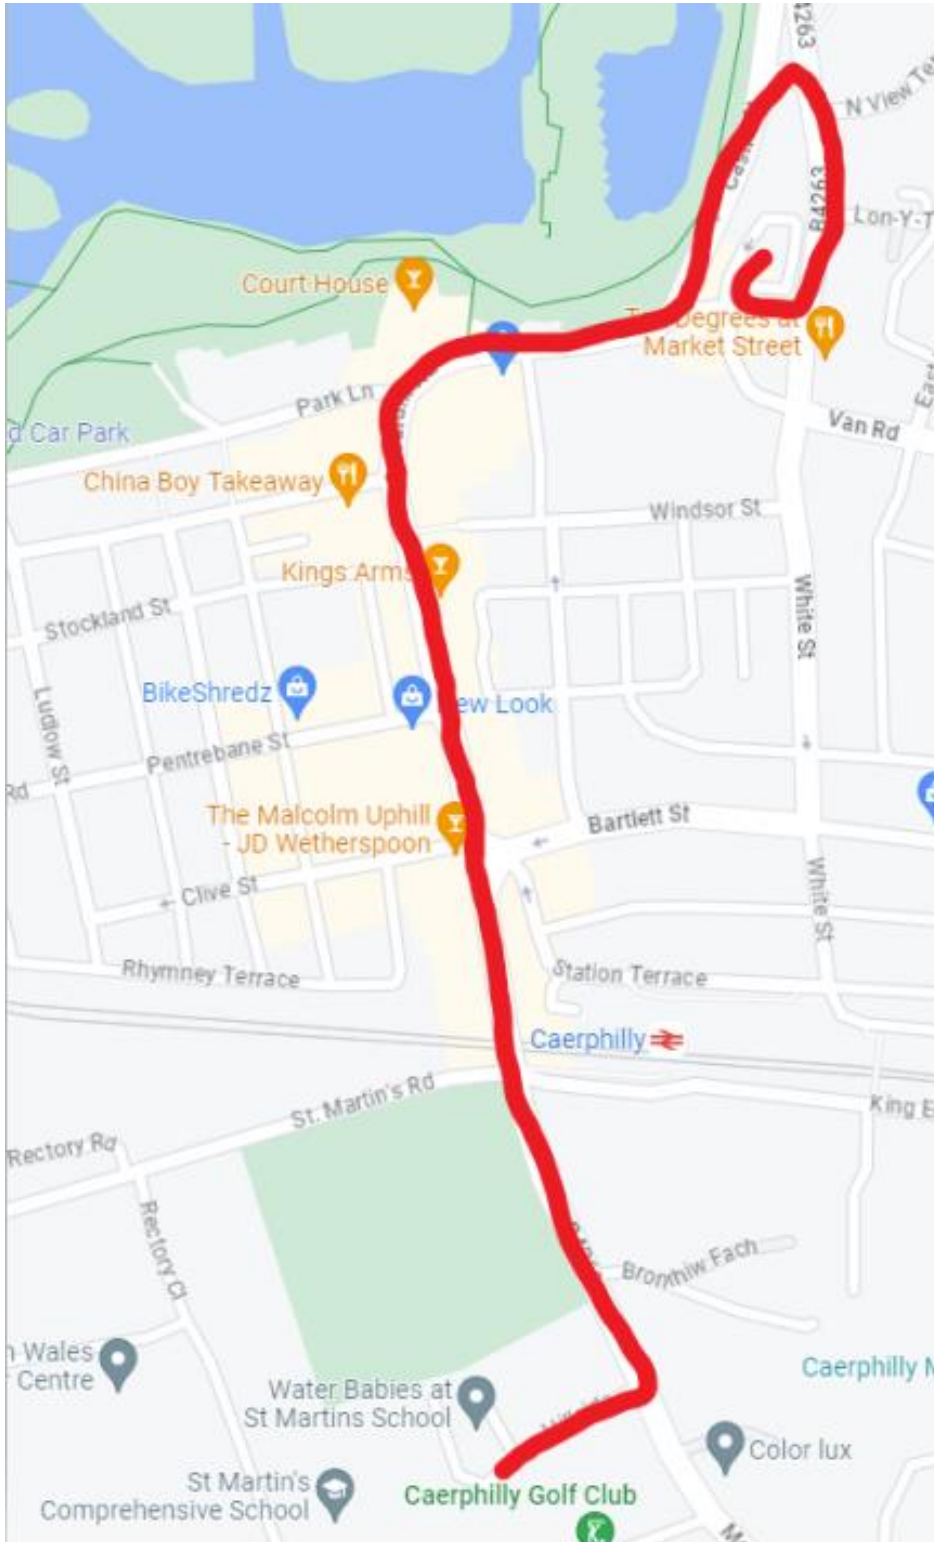 4263
N View Te
B4263
Lon-Y-T
Court House
Degrees at
Market Street
East
Park Ln
Van Rd
d Car Park
China Boy Takeaway
Windsor St
Kings Arms
Stockland St
White St
Ludlow St
BikeShredz
ew Look
Pentrebane St
Rd
The Malcolm Uphill
- JD Wetherspoon
Bartlett St
Clive St
White St
Rhymney Terrace
Station Terrace
Caerphilly
St. Martin's Rd
King E
Rectory Rd
Rectory Cl
Bronrhiw Fach
n Wales
Centre
Caerphilly M
Water Babies at
St Martins School
Color lux
St Martin's
Comprehensive School
Caerphilly Golf Club